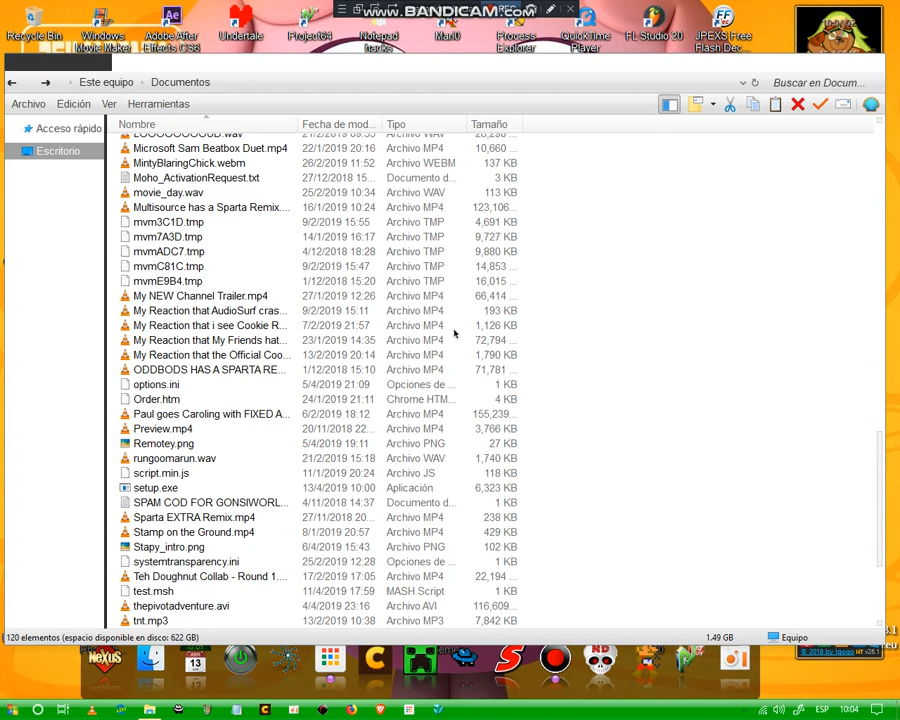 www.BANDICAM.com
Recycle Bin
Windows Movie Maker
Adobe After Effects CS6
Undertale
Project64
Notepad hacks
Mari0
Process Explorer
QuickTime Player
FL Studio 20
JPEXS Free Flash Dec...
Este equipo > Documentos
Buscar en Docum...
Archivo Edición Ver Herramientas
Acceso rápido
Escritorio
Nombre Fecha de mod... Tipo Tamaño
Microsoft Sam Beatbox Duet.mp4 22/1/2019 20:16 Archivo MP4 10,660 ...
MintyBlaringChick.webm 26/2/2019 11:52 Archivo WEBM 137 KB
Moho_ActivationRequest.txt 27/12/2018 15... Documento d... 3 KB
movie_day.wav 25/2/2019 10:34 Archivo WAV 113 KB
Multisource has a Sparta Remix.... 16/1/2019 10:24 Archivo MP4 123,106...
mvm3C1D.tmp 9/2/2019 15:55 Archivo TMP 4,691 KB
mvm7A3D.tmp 14/1/2019 16:17 Archivo TMP 9,727 KB
mvmADC7.tmp 4/12/2018 18:28 Archivo TMP 9,880 KB
mvmC81C.tmp 9/2/2019 15:47 Archivo TMP 14,853 ...
mvmE9B4.tmp 1/12/2018 15:20 Archivo TMP 16,015 ...
My NEW Channel Trailer.mp4 27/1/2019 12:26 Archivo MP4 66,414 ...
My Reaction that AudioSurf cras... 9/2/2019 15:11 Archivo MP4 193 KB
My Reaction that i see Cookie R... 7/2/2019 21:57 Archivo MP4 1,126 KB
My Reaction that My Friends hat... 23/1/2019 14:35 Archivo MP4 72,794 ...
My Reaction that the Official Coo... 13/2/2019 20:14 Archivo MP4 1,790 KB
ODDBODS HAS A SPARTA RE... 1/12/2018 15:10 Archivo MP4 71,781 ...
options.ini 5/4/2019 21:09 Opciones de ... 1 KB
Order.htm 24/1/2019 21:11 Chrome HTM... 4 KB
Paul goes Caroling with FIXED A... 6/2/2019 18:12 Archivo MP4 155,239...
Preview.mp4 20/11/2018 22... Archivo MP4 3,766 KB
Remotey.png 5/4/2019 19:11 Archivo PNG 27 KB
rungoomarun.wav 21/2/2019 15:18 Archivo WAV 1,740 KB
script.min.js 11/1/2019 20:24 Archivo JS 118 KB
setup.exe 13/4/2019 10:00 Aplicación 6,323 KB
SPAM COD FOR GONSIWORL... 4/11/2018 14:37 Documento d... 1 KB
Sparta EXTRA Remix.mp4 27/11/2018 20... Archivo MP4 238 KB
Stamp on the Ground.mp4 8/1/2019 20:57 Archivo MP4 429 KB
Stapy_intro.png 6/4/2019 15:43 Archivo PNG 102 KB
systemtransparency.ini 25/2/2019 12:28 Opciones de ... 1 KB
Teh Doughnut Collab - Round 1.... 17/2/2019 17:05 Archivo MP4 22,194 ...
test.msh 11/4/2019 17:59 MASH Script 1 KB
thepivotadventure.avi 4/4/2019 23:16 Archivo AVI 116,609...
tnt.mp3 13/2/2019 10:38 Archivo MP3 7,842 KB
120 elementos (espacio disponible en disco: 622 GB) 1.49 GB Equipo
NEXUS
ABR
13
ESP 10:04